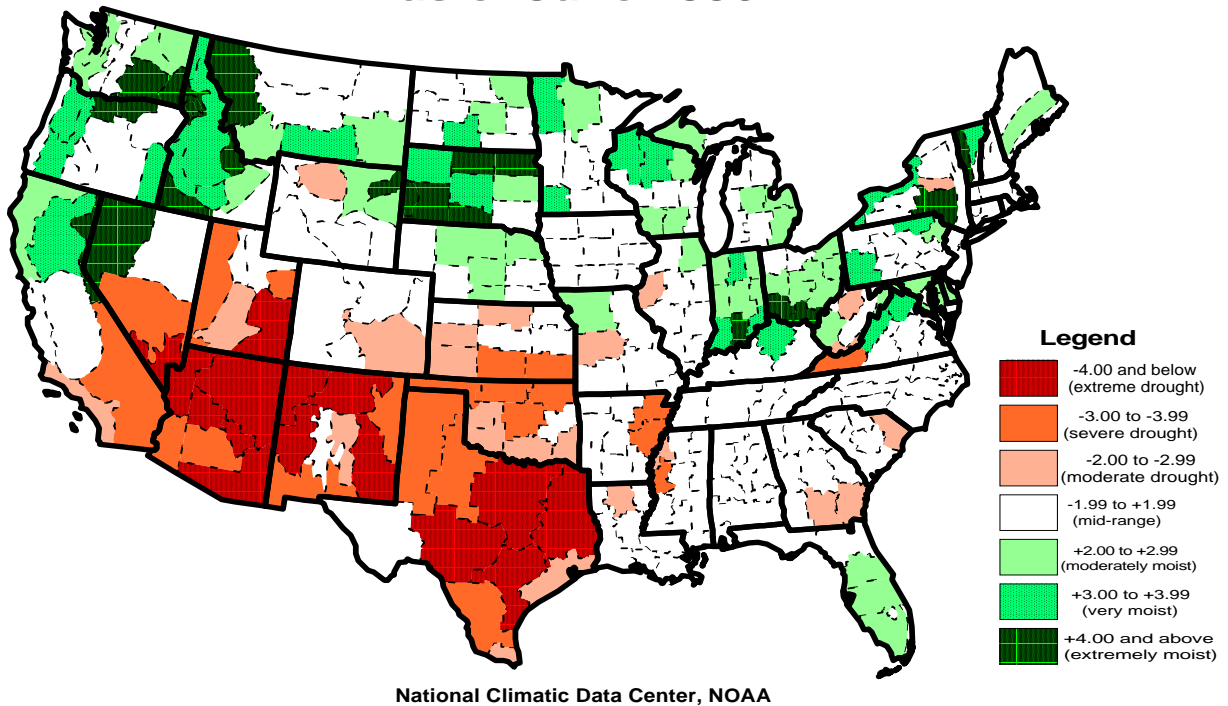 Legend
-4.00 and below
(extreme drought)
-3.00 to -3.99
(severe drought)
-2.00 to -2.99
(moderate drought)
-1.99 to +1.99
(mid-range)
+2.00 to +2.99
(moderately moist)
+3.00 to +3.99
(very moist)
+4.00 and above
(extremely moist)
National Climatic Data Center, NOAA